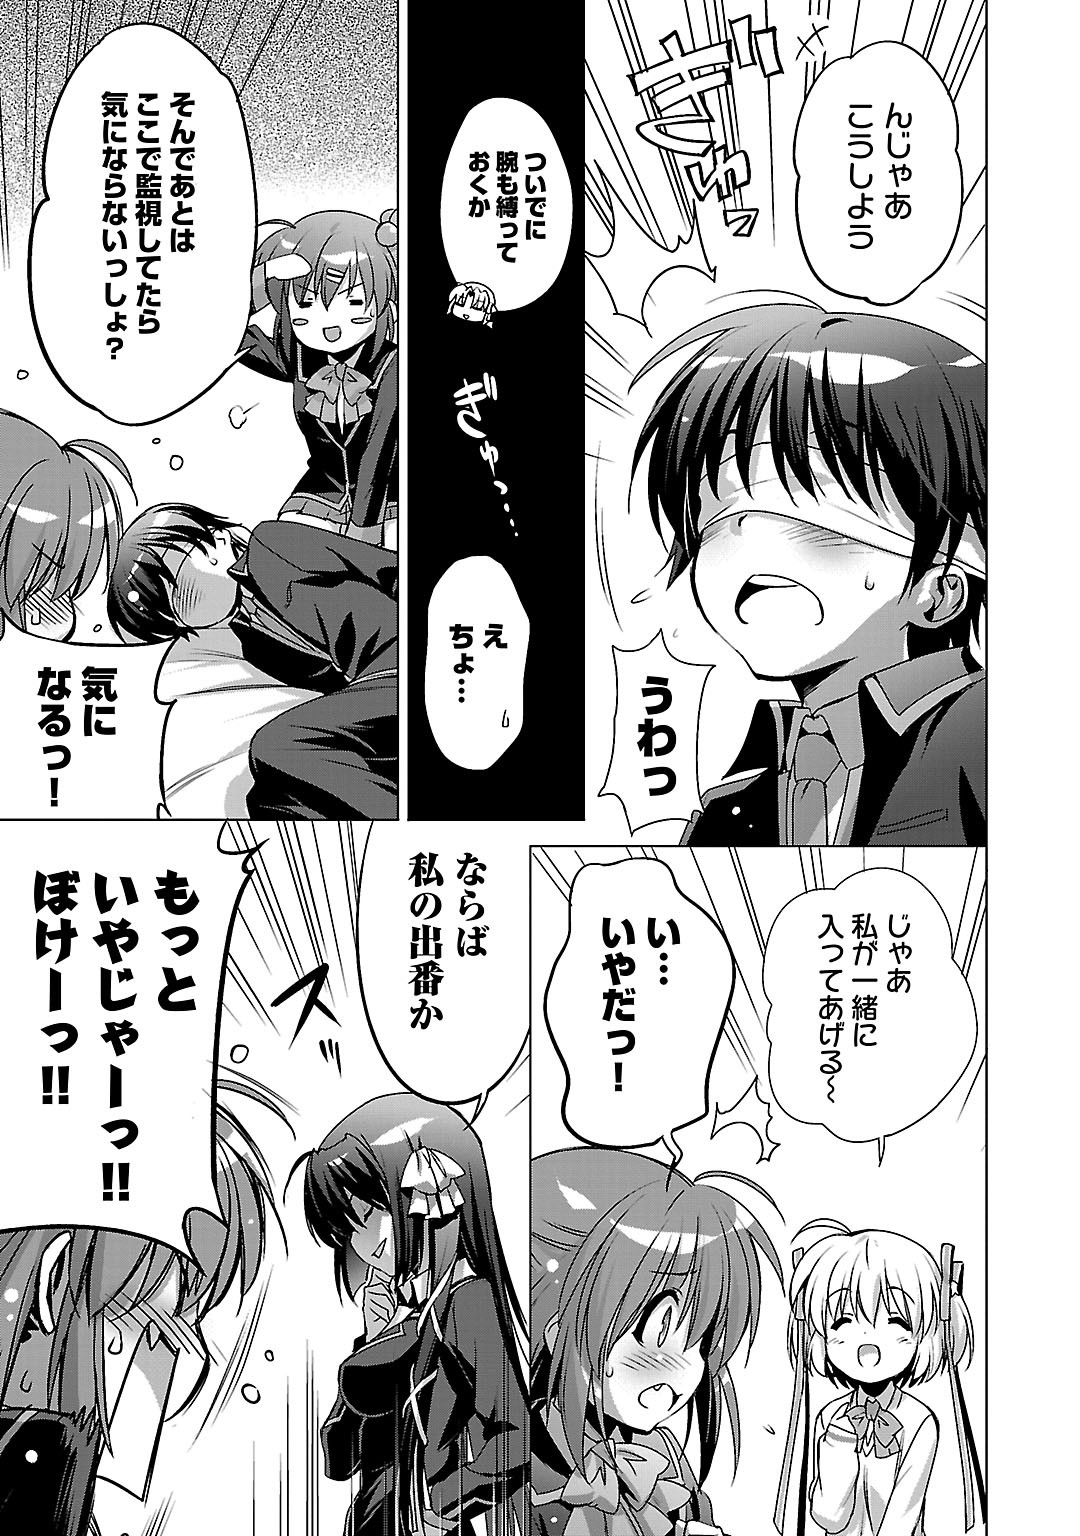 んじゃあ
こうしよう
ぎゅっ
うわっ
ついでに
腕も縛って
おくか
ぎゅっ…
え
ちょ…
そんであとは
ここで監視してたら
気にならないっしょ？
気に
なるっ！
じゃあ
私が一緒に
入ってあげる～
い…
いやだっ！
ならば
私の出番か
スッ
もっと
いやじゃーっ!!
ぼけーっ!!